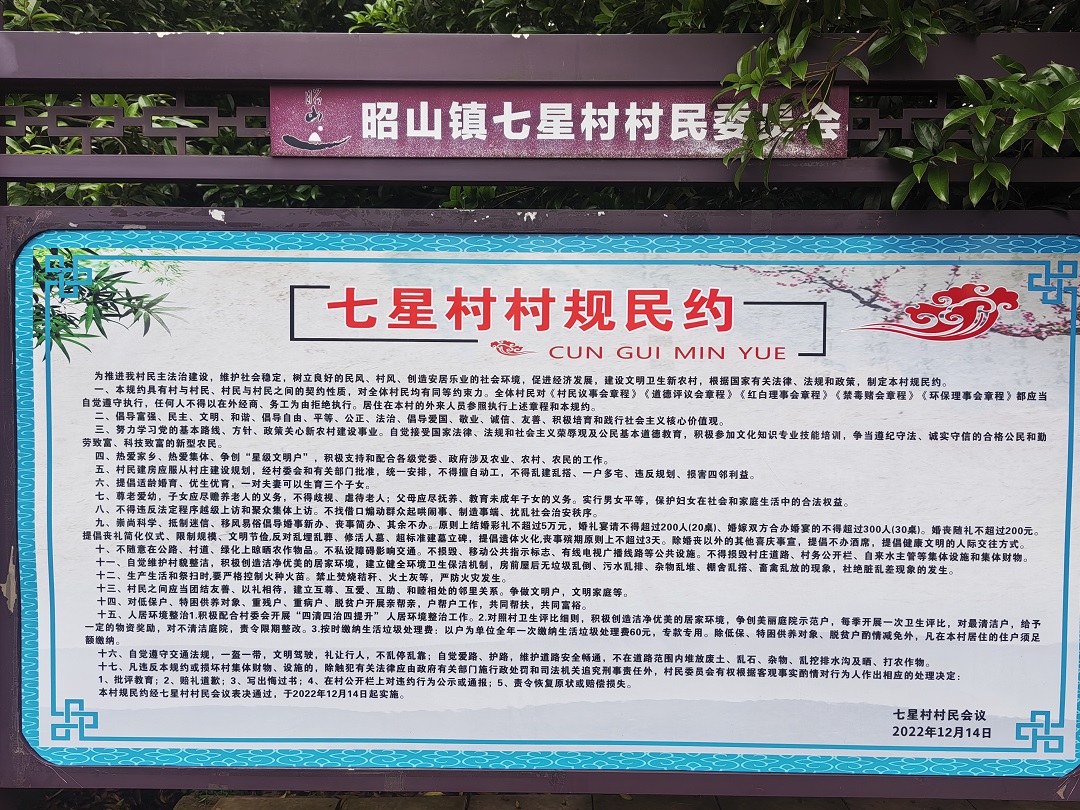 昭山
昭山镇七星村村民委员会
七星村村规民约
CUN GUI MIN YUE
为推进我村民主法治建设，维护社会稳定，树立良好的民风、村风、创造安居乐业的社会环境，促进经济发展，建设文明卫生新农村，根据国家有关法律、法规和政策，制定本村规民约。
一、本规约具有村与村民、村民与村民之间的契约性质，对全体村民均有同等约束力。全体村民对《村民议事会章程》《道德评议会章程》《红白理事会章程》《禁毒赌会章程》《环保理事会章程》都应当
自觉遵守执行，任何人不得以在外经商、务工为由拒绝执行。居住在本村的外来人员参照执行上述章程和本规约。
二、倡导富强、民主、文明、和谐、倡导自由、平等、公正、法治、倡导爱国、敬业、诚信、友善、积极培育和践行社会主义核心价值观。
三、努力学习党的基本路线、方针、政策关心新农村建设事业。自觉接受国家法律、法规和社会主义荣辱观及公民基本道德教育，积极参加文化知识专业技能培训，争当遵纪守法、诚实守信的合格公民和勤
劳致富、科技致富的新型农民。
四、热爱家乡、热爱集体、争创“星级文明户”，积极支持和配合各级党委、政府涉及农业、农村、农民的工作。
五、村民建房应服从村庄建设规划，经村委会和有关部门批准，统一安排，不得擅自动工，不得乱建乱搭、一户多宅、违反规划、损害四邻利益。
六、提倡适龄婚育、优生优育，一对夫妻可以生育三个子女。
七、尊老爱幼，子女应尽赡养老人的义务，不得歧视、虐待老人；父母应尽抚养、教育未成年子女的义务。实行男女平等，保护妇女在社会和家庭生活中的合法权益。
八、不得违反法定程序越级上访和聚众集体上访。不找借口煽动群众起哄闹事、制造事端、扰乱社会治安秩序。
九、崇尚科学、抵制迷信、移风易俗倡导婚事新办、丧事简办、其余不办。原则上结婚彩礼不超过5万元，婚礼宴请不得超过200人(20桌)、婚嫁双方合办婚宴的不得超过300人(30桌)。婚丧随礼不超过200元。
提倡丧礼简化仪式、限制规模、文明节俭,反对乱埋乱葬、修活人墓、超标准建墓立碑，提倡遗体火化,丧事殡期原则上不超过3天。除婚丧以外的其他喜庆事宣，提倡不办酒席，提倡健康文明的人际交往方式。
十、不随意在公路、村道、绿化上晾晒农作物品。不私设障碍影响交通。不损毁、移动公共指示标志、有线电视广播线路等公共设施。不得损毁村庄道路、村务公开栏、自来水主管等集体设施和集体财物。
十一、自觉维护村貌整洁，积极创造洁净优美的居家环境，建立健全环境卫生保洁机制，房前屋后无垃圾乱倒、污水乱排、杂物乱堆、棚舍乱搭、畜禽乱放的现象，杜绝脏乱差现象的发生。
十二、生产生活和祭扫时,要严格控制火种火苗。禁止焚烧秸秆、火土灰等，严防火灾发生。
十三、村民之间应当团结友善、以礼相待，建立互尊、互爱、互助、和睦相处的邻里关系。争做文明户，文明家庭等。
十四、对低保户、特困供养对象、重残户、重病户、脱贫户开展亲帮亲，户帮户工作，共同帮扶，共同富裕。
十五、人居环境整治1.积极配合村委会开展“四清四治四提升”人居环境整治工作。2.对照村卫生评比细则，积极创造洁净优美的居家环境，争创美丽庭院示范户，每季开展一次卫生评比，对最清洁户，给予
一定的物资奖励，对不清洁庭院，责令限期整改。3.按时缴纳生活垃圾处理费：以户为单位全年一次缴纳生活垃圾处理费60元，专款专用。除低保、特困供养对象、脱贫户酌情减免外，凡在本村居住的住户须足
额缴纳。
十六、自觉遵守交通法规，一盔一带，文明驾驶，礼让行人，不乱停乱靠；自觉爱路、护路，维护道路安全畅通，不在道路范围内堆放废土、乱石、杂物、乱挖排水沟及晒、打农作物。
十七、凡违反本规约或损坏村集体财物、设施的，除触犯有关法律应由政府有关部门施行政处罚和司法机关追究刑事责任外，村民委员会有权根据客观事实酌情对行为人作出相应的处理决定：
1、批评教育；2、赔礼道歉；3、写出悔过书；4、在村公开栏上对违约行为公示或通报；5、责令恢复原状或赔偿损失。
本村规民约经七星村村民会议表决通过，于2022年12月14日起实施。
七星村村民会议
2022年12月14日